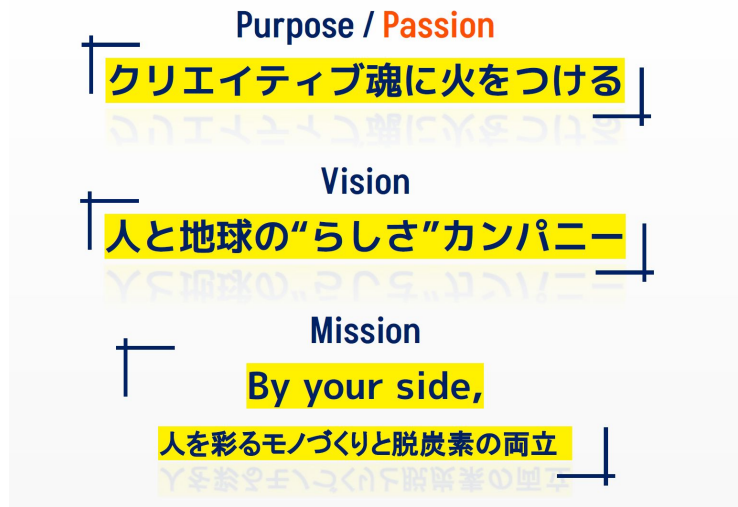 Purpose / Passion
クリエイティブ魂に火をつける
Vision
人と地球の“らしさ”カンパニー
Mission
By your side,
人を彩るモノづくりと脱炭素の両立